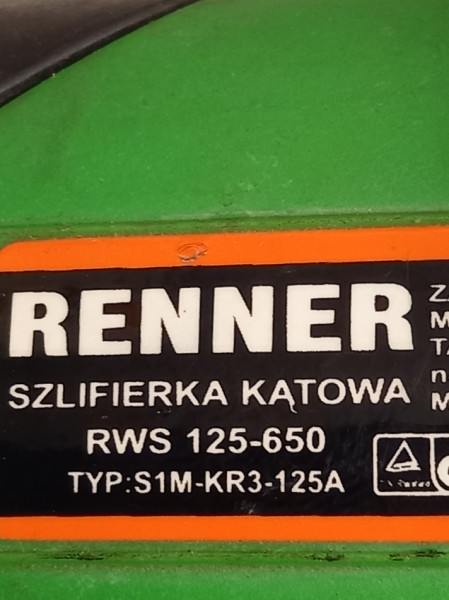 RENNER
SZLIFIERKA KĄTOWA
RWS 125-650
TYP:S1M-KR3-125A